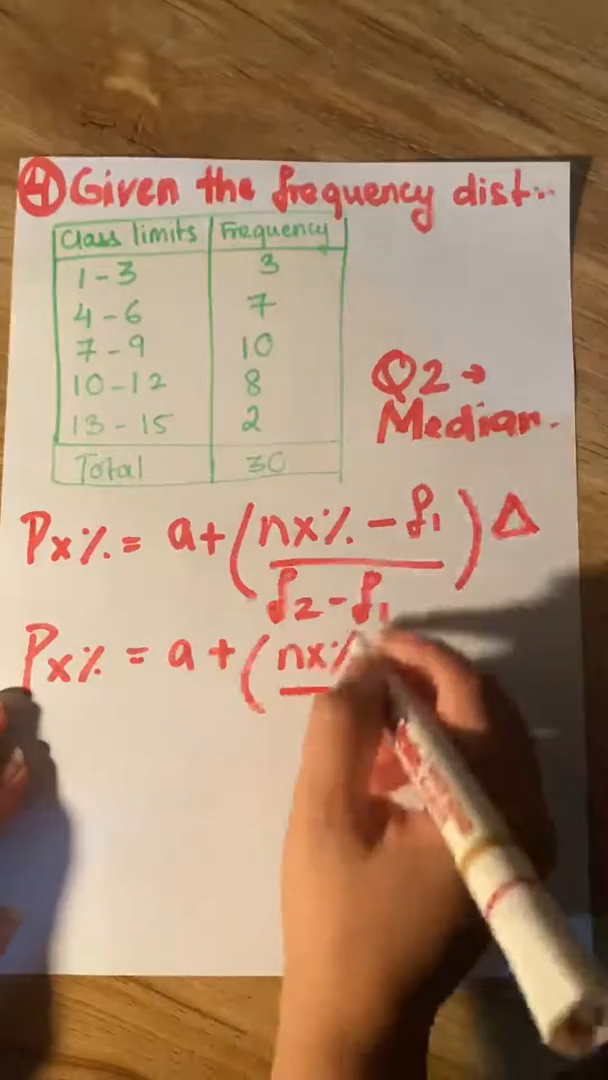 ④ Given the frequency dist...
Class limits Frequency
1-3 3
4-6 7
7-9 10
10-12 8
13-15 2
Total 30
Q2 →
Median.
Px% = a+(nx% - f₁ / f₂ - f₁) Δ
Px% = a + (nx%